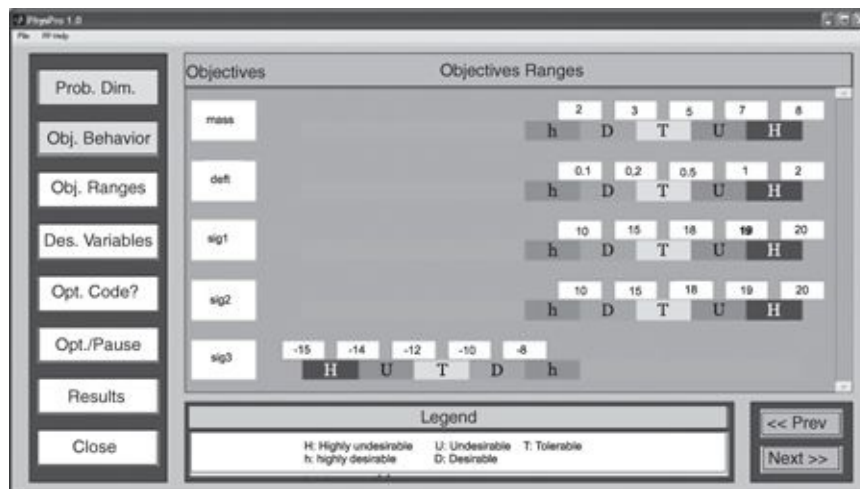 PhysPro 1.0
File PP Help
Prob. Dim.
Obj. Behavior
Obj. Ranges
Des. Variables
Opt. Code?
Opt./Pause
Results
Close
Objectives Objectives Ranges
mass 2 3 5 7 8
h D T U H
defl 0.1 0,2 0.5 1 2
h D T U H
sig1 10 15 18 19 20
h D T U H
sig2 10 15 18 19 20
h D T U H
sig3 -15 -14 -12 -10 -8
H U T D h
Legend
H: Highly undesirable U: Undesirable T: Tolerable
h: highly desirable D: Desirable
<< Prev
Next >>